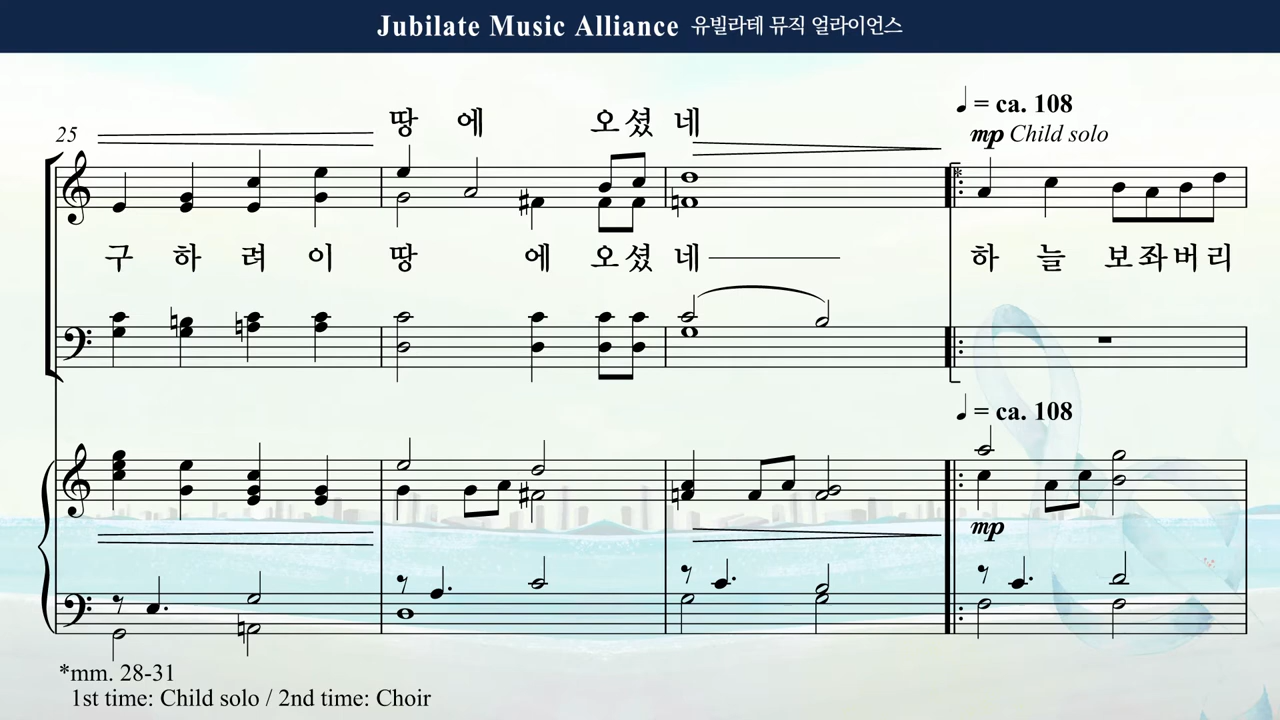 Jubilate Music Alliance 유빌라테 뮤직 얼라이언스
♩ = ca. 108
땅 에 오 셨 네
25
mp Child solo
*
구 하 려 이 땅 에 오 셨 네 하 늘 보 좌 버 리
♩ = ca. 108
mp
*mm. 28-31
1st time: Child solo / 2nd time: Choir